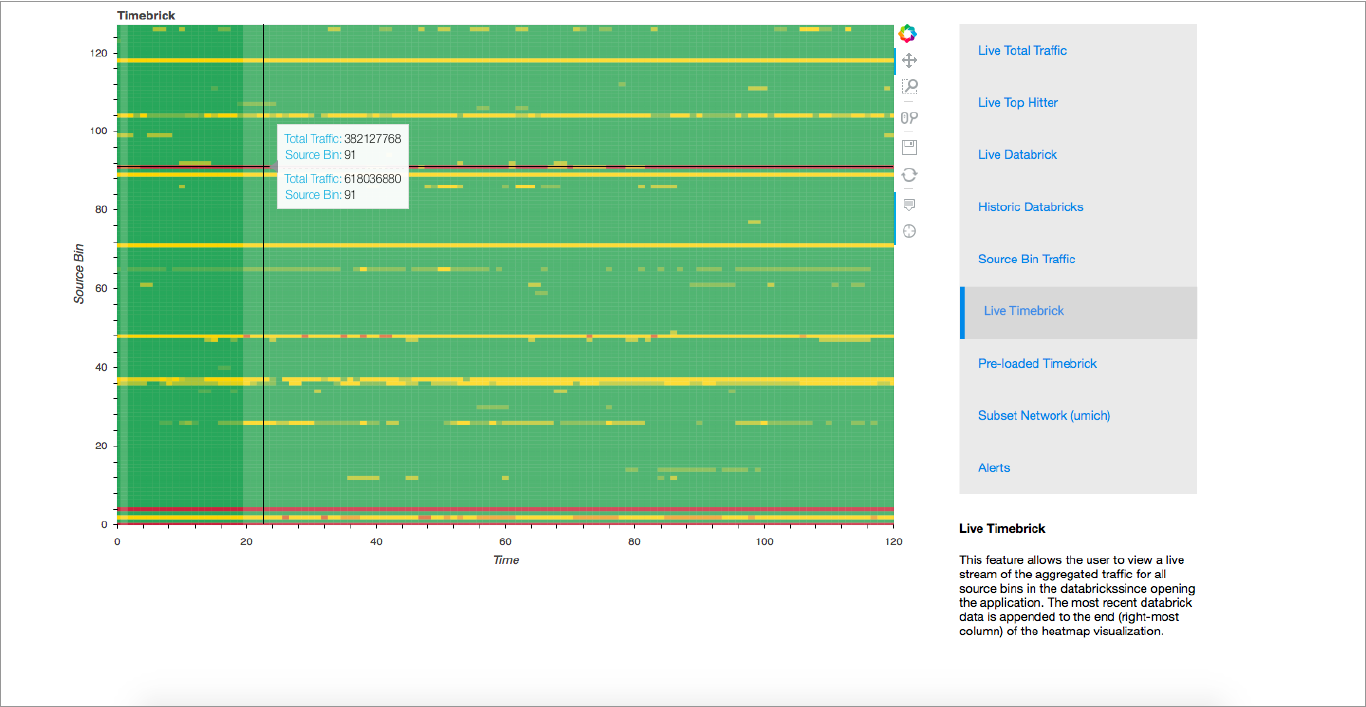 Timebrick
120
100
80
60
40
20
0
Source Bin
0 20 40 60 80 100 120
Time
Total Traffic: 382127768
Source Bin: 91
Total Traffic: 618036880
Source Bin: 91
Live Total Traffic
Live Top Hitter
Live Databrick
Historic Databricks
Source Bin Traffic
Live Timebrick
Pre-loaded Timebrick
Subset Network (umich)
Alerts
Live Timebrick
This feature allows the user to view a live
stream of the aggregated traffic for all
source bins in the databrickssince opening
the application. The most recent databrick
data is appended to the end (right-most
column) of the heatmap visualization.